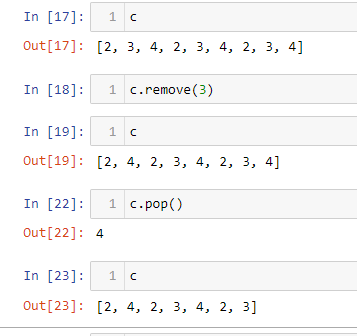 In [17]: 1 c
Out[17]: [2, 3, 4, 2, 3, 4, 2, 3, 4]
In [18]: 1 c.remove(3)
In [19]: 1 c
Out[19]: [2, 4, 2, 3, 4, 2, 3, 4]
In [22]: 1 c.pop()
Out[22]: 4
In [23]: 1 c
Out[23]: [2, 4, 2, 3, 4, 2, 3]